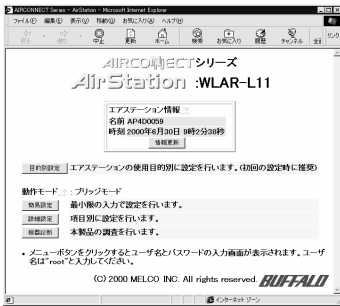 AIRCONNECT Series - AirStation - Microsoft Internet Explorer
ファイル(F) 編集(E) 表示(V) 移動(G) お気に入り(A) ヘルプ(H)
戻る 進む 中止 更新 ホーム 検索 お気に入り 履歴 チャンネル 全画 リンク
AIRCONNECTシリーズ
AirStation :WLAR-L11
エアステーション情報 ?
名前 AP4D0059
時刻 2000年6月30日 9時2分38秒
情報更新
目的別設定 エアステーションの使用目的別に設定を行います。(初回の設定時に推奨)
動作モード ? : ブリッジモード
簡易設定 最小限の入力で設定を行います。
詳細設定 項目別に設定を行います。
機器診断 本製品の調査を行います。
• メニューボタンをクリックするとユーザ名とパスワードの入力画面が表示されます。ユーザ
名は"root"と入力してください。
(C) 2000 MELCO INC. All rights reserved. BUFFALO
インターネット ゾーン